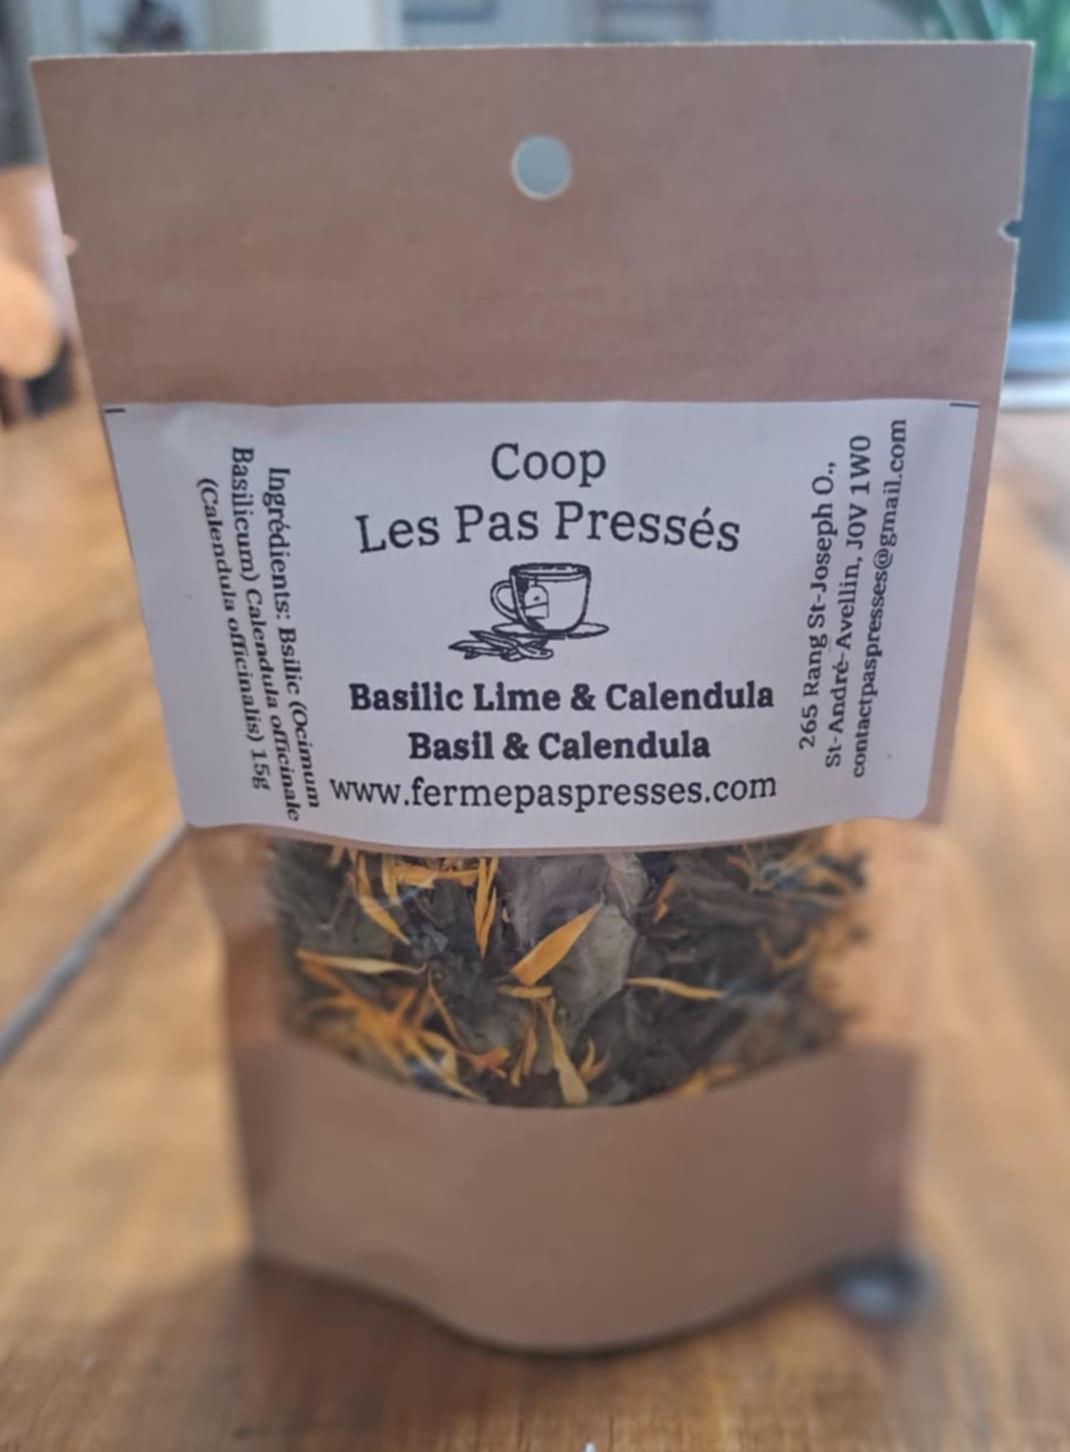 Coop
Les Pas Pressés
Basilic Lime & Calendula
Basil & Calendula
www.fermepaspresses.com
Ingrédients: Bsilic (Ocimum
Basilicum) Calendula officinale
(Calendula officinalis) 15g
265 Rang St-Joseph O.,
St-André-Avellin, J0V 1W0
contactpaspresses@gmail.com